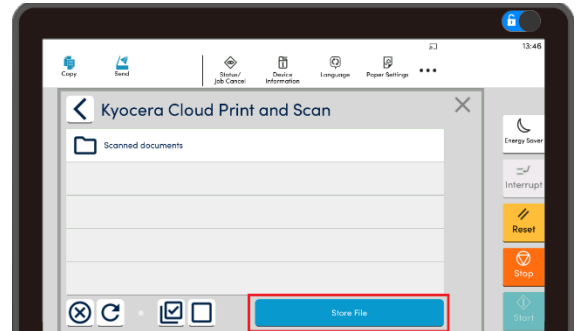 13:46
Copy
Send
Status/
Job Cancel
Device
Information
Language
Paper Settings
Kyocera Cloud Print and Scan
Scanned documents
Energy Saver
Interrupt
Reset
Stop
Start
Store File